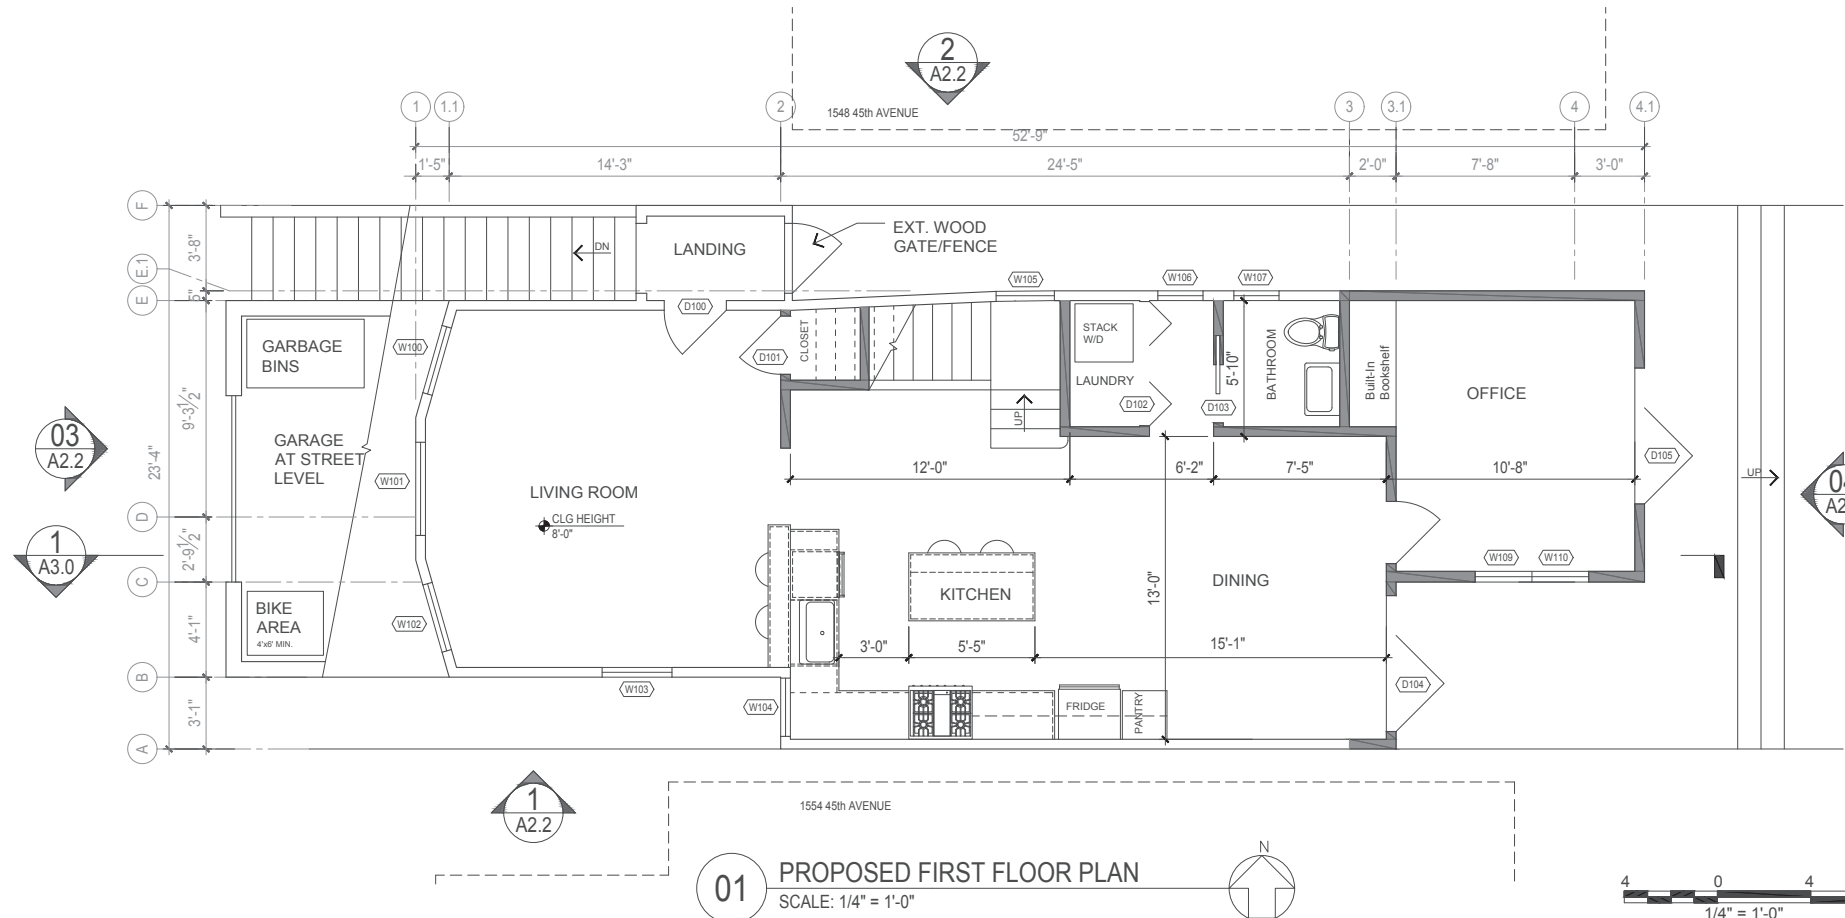 2
A2.2
1548 45th AVENUE
1
1.1
2
3
3.1
4
4.1
52'-9"
1'-5"
14'-3"
24'-5"
2'-0"
7'-8"
3'-0"
F
E.1
E
D
C
B
A
3'-8"
9'-3½"
23'-4"
2'-9½"
4'-1"
3'-1"
LANDING
DN
EXT. WOOD
GATE/FENCE
D100
W105
W106
W107
GARBAGE
BINS
W100
D101
CLOSET
STACK
W/D
LAUNDRY
D102
D103
5'-10"
BATHROOM
Built-In
Bookshelf
OFFICE
03
A2.2
GARAGE
AT STREET
LEVEL
W101
UP
D105
UP
LIVING ROOM
CLG HEIGHT
8'-0"
12'-0"
6'-2"
7'-5"
10'-8"
1
A3.0
W109
W110
KITCHEN
DINING
13'-0"
BIKE
AREA
4'x6' MIN.
W102
3'-0"
5'-5"
15'-1"
W103
W104
FRIDGE
PANTRY
D104
1
A2.2
1554 45th AVENUE
01
PROPOSED FIRST FLOOR PLAN
SCALE: 1/4" = 1'-0"
N
4 0 4
1/4" = 1'-0"